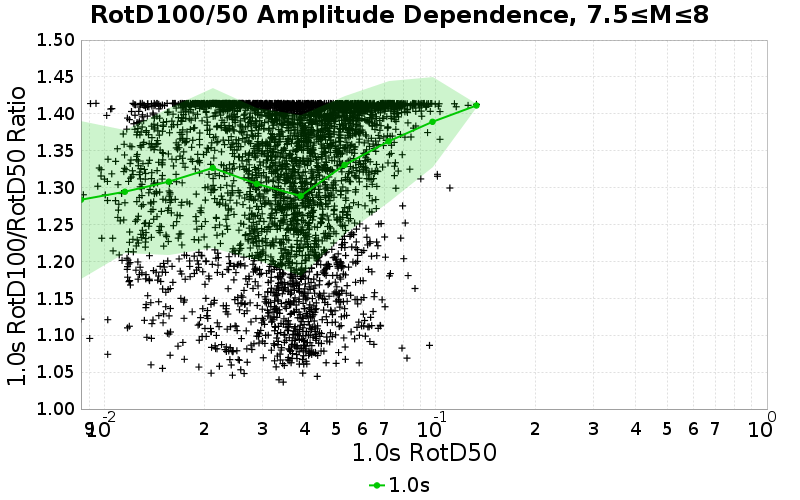 RotD100/50 Amplitude Dependence, 7.5≤M≤8
1.0s RotD100/RotD50 Ratio
1.50
1.45
1.40
1.35
1.30
1.25
1.20
1.15
1.10
1.05
1.00
9 10-2 2 3 4 5 6 7 10-1 2 3 4 5 6 7 100
1.0s RotD50
1.0s